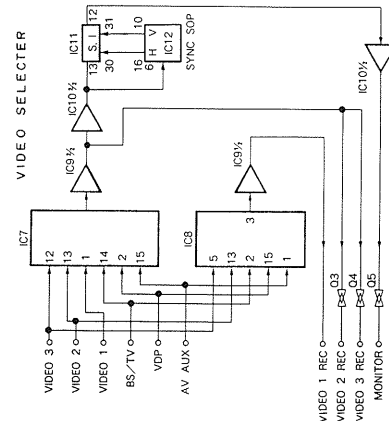 VIDEO SELECTER
IC11
S. I
13
12
30
31
16
10
6
H
V
IC12
SYNC SOP
IC10½
IC9½
IC7
12
13
1
14
2
15
IC8
5
13
2
15
1
3
IC9½
IC10½
VIDEO 3
VIDEO 2
VIDEO 1
BS/TV
VDP
AV AUX
Q3
Q4
Q5
VIDEO 1 REC
VIDEO 2 REC
VIDEO 3 REC
MONITOR